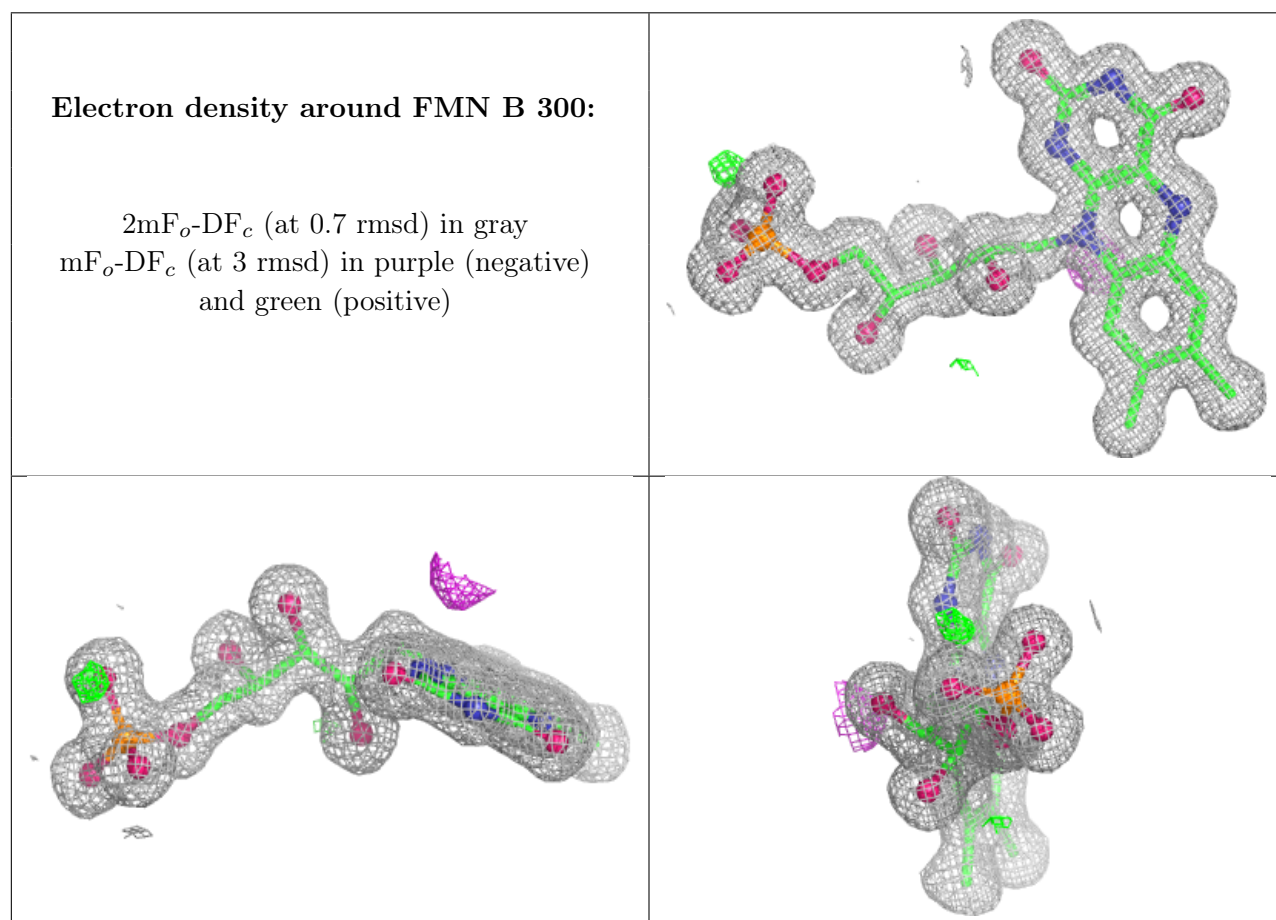 Electron density around FMN B 300:
2mFo-DFc (at 0.7 rmsd) in gray
mFo-DFc (at 3 rmsd) in purple (negative)
and green (positive)